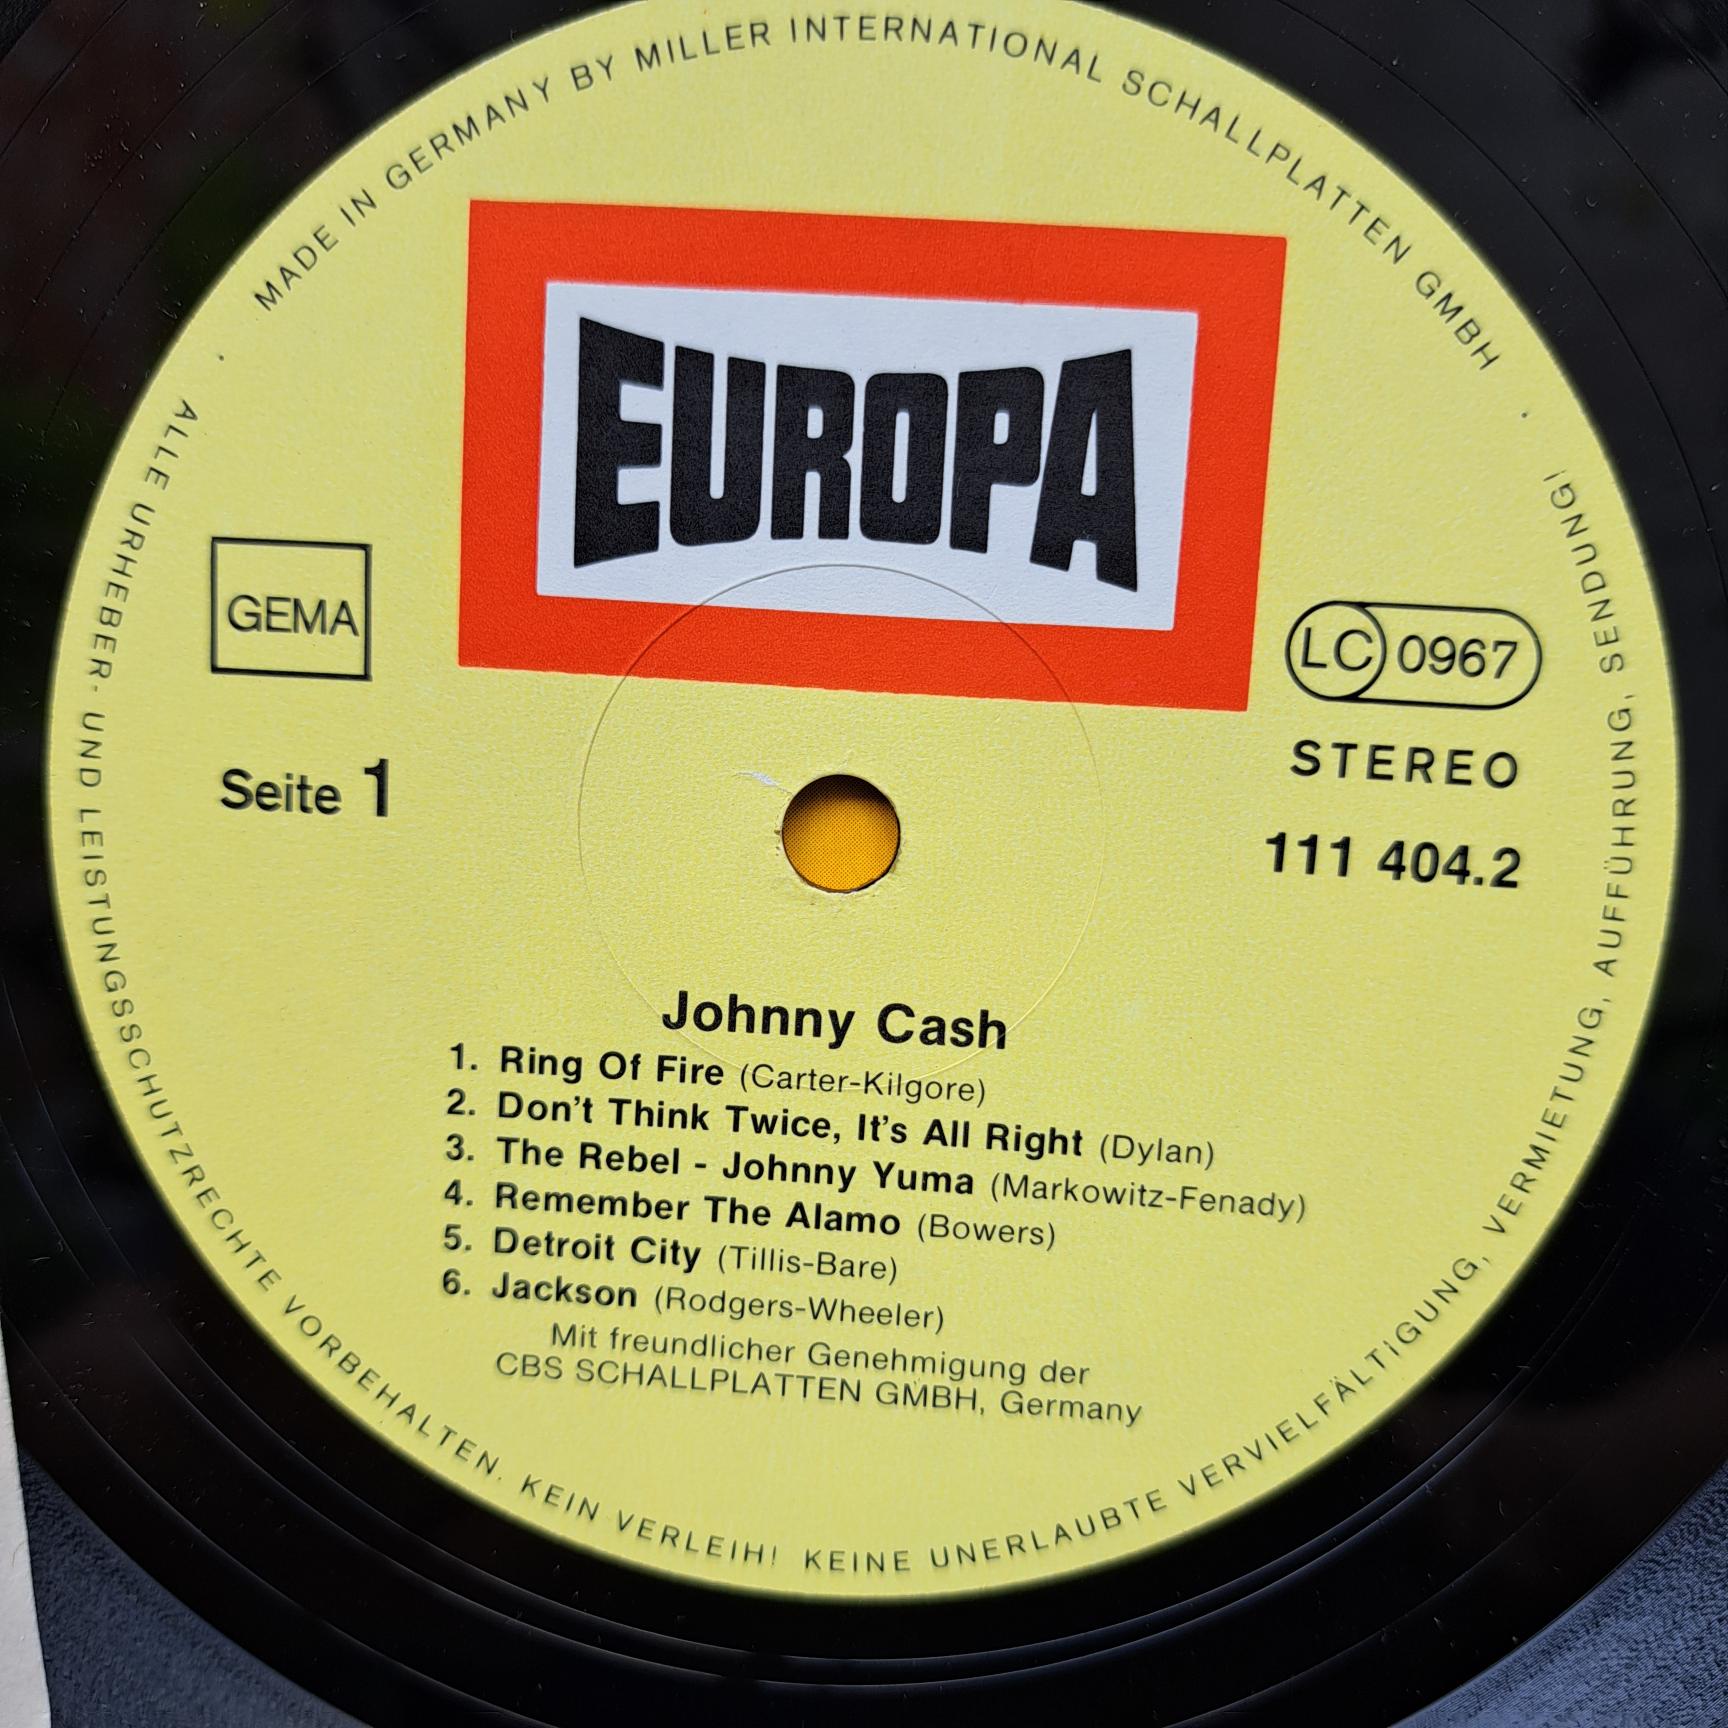 MADE IN GERMANY BY MILLER INTERNATIONAL SCHALLPLATTEN GMBH
EUROPA
GEMA
LC 0967
STEREO
Seite 1
111 404.2
Johnny Cash
1. Ring Of Fire (Carter-Kilgore)
2. Don't Think Twice, It's All Right (Dylan)
3. The Rebel - Johnny Yuma (Markowitz-Fenady)
4. Remember The Alamo (Bowers)
5. Detroit City (Tillis-Bare)
6. Jackson (Rodgers-Wheeler)
Mit freundlicher Genehmigung der
CBS SCHALLPLATTEN GMBH, Germany
ALLE URHEBER- UND LEISTUNGSSCHUTZRECHTE VORBEHALTEN. KEIN VERLEIH! KEINE UNERLAUBTE VERVIELFÄLTIGUNG, VERMIETUNG, AUFFÜHRUNG, SENDUNG!